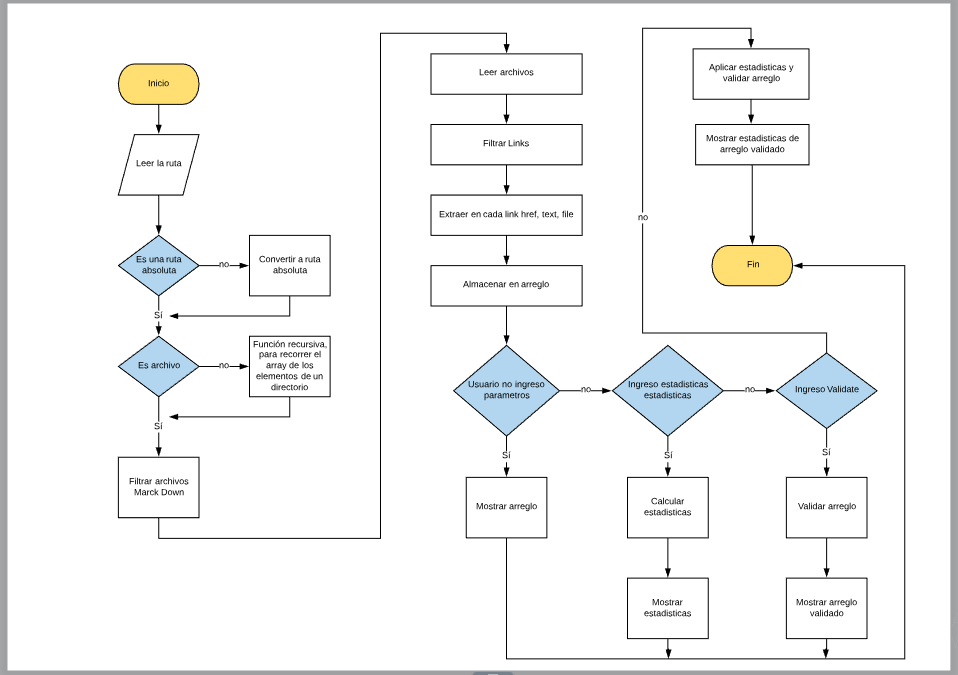 Inicio
Leer la ruta
Es una ruta
absoluta
no
Convertir a ruta
absoluta
Sí
Es archivo
no
Función recursiva,
para recorrer el
array de los
elementos de un
directorio
Sí
Filtrar archivos
Marck Down
Leer archivos
Filtrar Links
Extraer en cada link href, text, file
Almacenar en arreglo
Usuario no ingreso
parametros
no
Ingreso estadisticas
estadisticas
no
Ingreso Validate
no
Sí
Sí
Sí
Mostrar arreglo
Calcular
estadisticas
Validar arreglo
Mostrar
estadisticas
Mostrar arreglo
validado
Aplicar estadisticas y
validar arreglo
Mostrar estadisticas de
arreglo validado
Fin